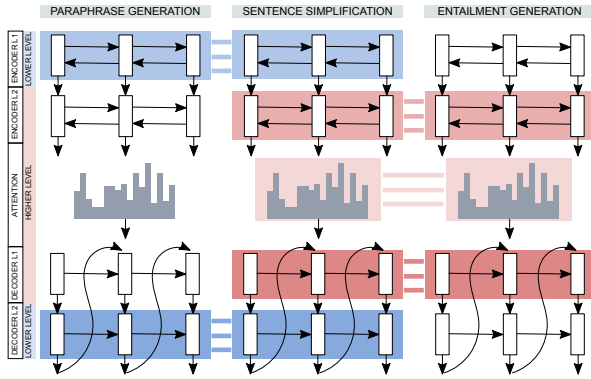 PARAPHRASE GENERATION
SENTENCE SIMPLIFICATION
ENTAILMENT GENERATION
ENCODER L1
LOWER LEVEL
ENCODER L2
ATTENTION
HIGHER LEVEL
DECODER L1
DECODER L2
LOWER LEVEL